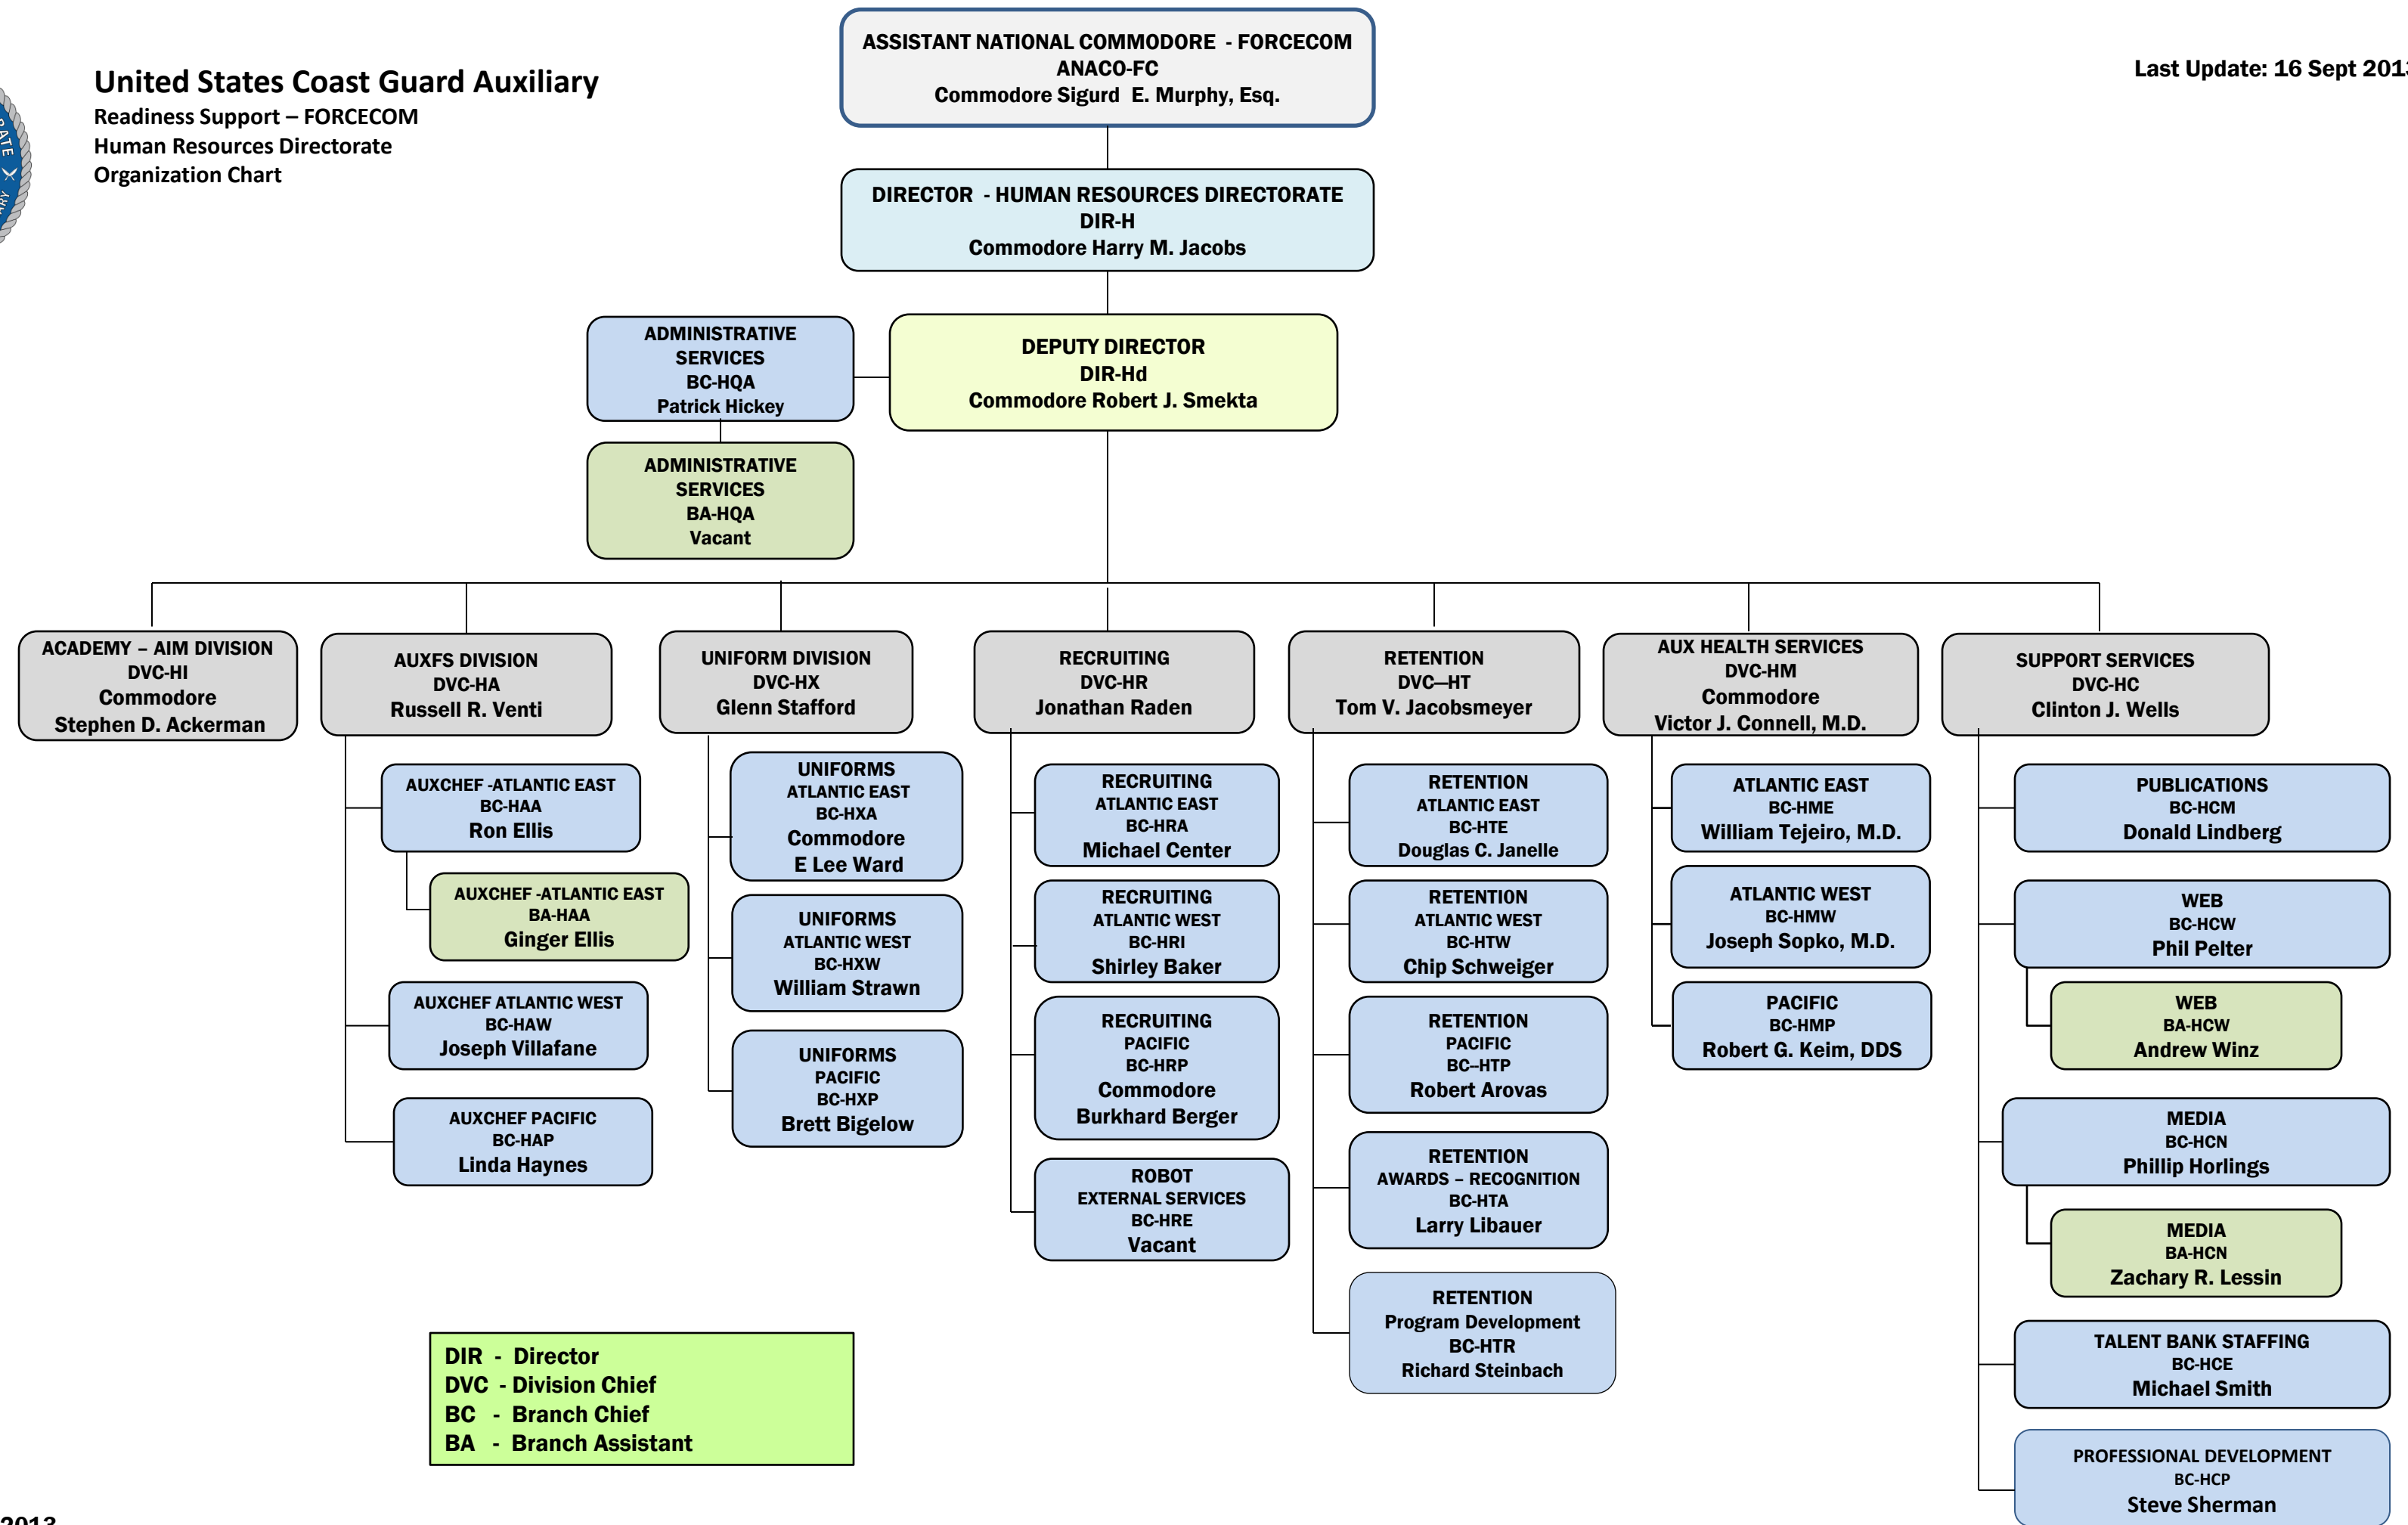 ASSISTANT NATIONAL COMMODORE - FORCECOM
ANACO-FC
Commodore Sigurd E. Murphy, Esq.
United States Coast Guard Auxiliary
Readiness Support – FORCECOM
Human Resources Directorate
Organization Chart
Last Update: 16 Sept 2013
DIRECTOR - HUMAN RESOURCES DIRECTORATE
DIR-H
Commodore Harry M. Jacobs
ADMINISTRATIVE
SERVICES
BC-HQA
Patrick Hickey
DEPUTY DIRECTOR
DIR-Hd
Commodore Robert J. Smekta
ADMINISTRATIVE
SERVICES
BA-HQA
Vacant
ACADEMY – AIM DIVISION
DVC-HI
Commodore
Stephen D. Ackerman
AUXFS DIVISION
DVC-HA
Russell R. Venti
AUXCHEF -ATLANTIC EAST
BC-HAA
Ron Ellis
AUXCHEF -ATLANTIC EAST
BA-HAA
Ginger Ellis
AUXCHEF ATLANTIC WEST
BC-HAW
Joseph Villafane
AUXCHEF PACIFIC
BC-HAP
Linda Haynes
UNIFORM DIVISION
DVC-HX
Glenn Stafford
UNIFORMS
ATLANTIC EAST
BC-HXA
Commodore
E Lee Ward
UNIFORMS
ATLANTIC WEST
BC-HXW
William Strawn
UNIFORMS
PACIFIC
BC-HXP
Brett Bigelow
RECRUITING
DVC-HR
Jonathan Raden
RECRUITING
ATLANTIC EAST
BC-HRA
Michael Center
RECRUITING
ATLANTIC WEST
BC-HRI
Shirley Baker
RECRUITING
PACIFIC
BC-HRP
Commodore
Burkhard Berger
ROBOT
EXTERNAL SERVICES
BC-HRE
Vacant
RETENTION
DVC—HT
Tom V. Jacobsmeyer
RETENTION
ATLANTIC EAST
BC-HTE
Douglas C. Janelle
RETENTION
ATLANTIC WEST
BC-HTW
Chip Schweiger
RETENTION
PACIFIC
BC--HTP
Robert Arovas
RETENTION
AWARDS – RECOGNITION
BC-HTA
Larry Libauer
RETENTION
Program Development
BC-HTR
Richard Steinbach
AUX HEALTH SERVICES
DVC-HM
Commodore
Victor J. Connell, M.D.
ATLANTIC EAST
BC-HME
William Tejeiro, M.D.
ATLANTIC WEST
BC-HMW
Joseph Sopko, M.D.
PACIFIC
BC-HMP
Robert G. Keim, DDS
SUPPORT SERVICES
DVC-HC
Clinton J. Wells
PUBLICATIONS
BC-HCM
Donald Lindberg
WEB
BC-HCW
Phil Pelter
WEB
BA-HCW
Andrew Winz
MEDIA
BC-HCN
Phillip Horlings
MEDIA
BA-HCN
Zachary R. Lessin
TALENT BANK STAFFING
BC-HCE
Michael Smith
PROFESSIONAL DEVELOPMENT
BC-HCP
Steve Sherman
DIR - Director
DVC - Division Chief
BC - Branch Chief
BA - Branch Assistant
2013